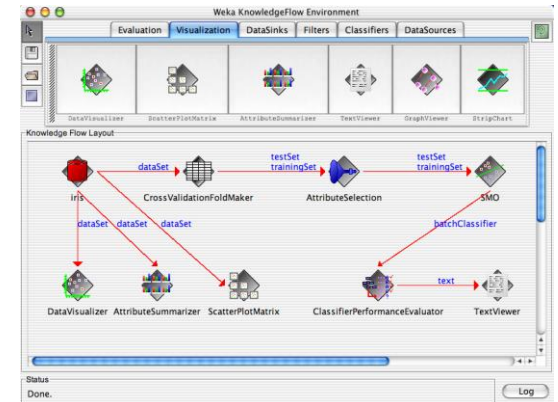 Weka KnowledgeFlow Environment
Evaluation Visualization DataSinks Filters Classifiers DataSources
DataVisualizer ScatterPlotMatrix AttributeSummarizer TextViewer GraphViewer StripChart
Knowledge Flow Layout
testSet testSet
dataSet trainingSet trainingSet
iris CrossValidationFoldMaker AttributeSelection SMO
dataSet dataSet dataSet batchClassifier
text
DataVisualizer AttributeSummarizer ScatterPlotMatrix ClassifierPerformanceEvaluator TextViewer
Status
Done. Log